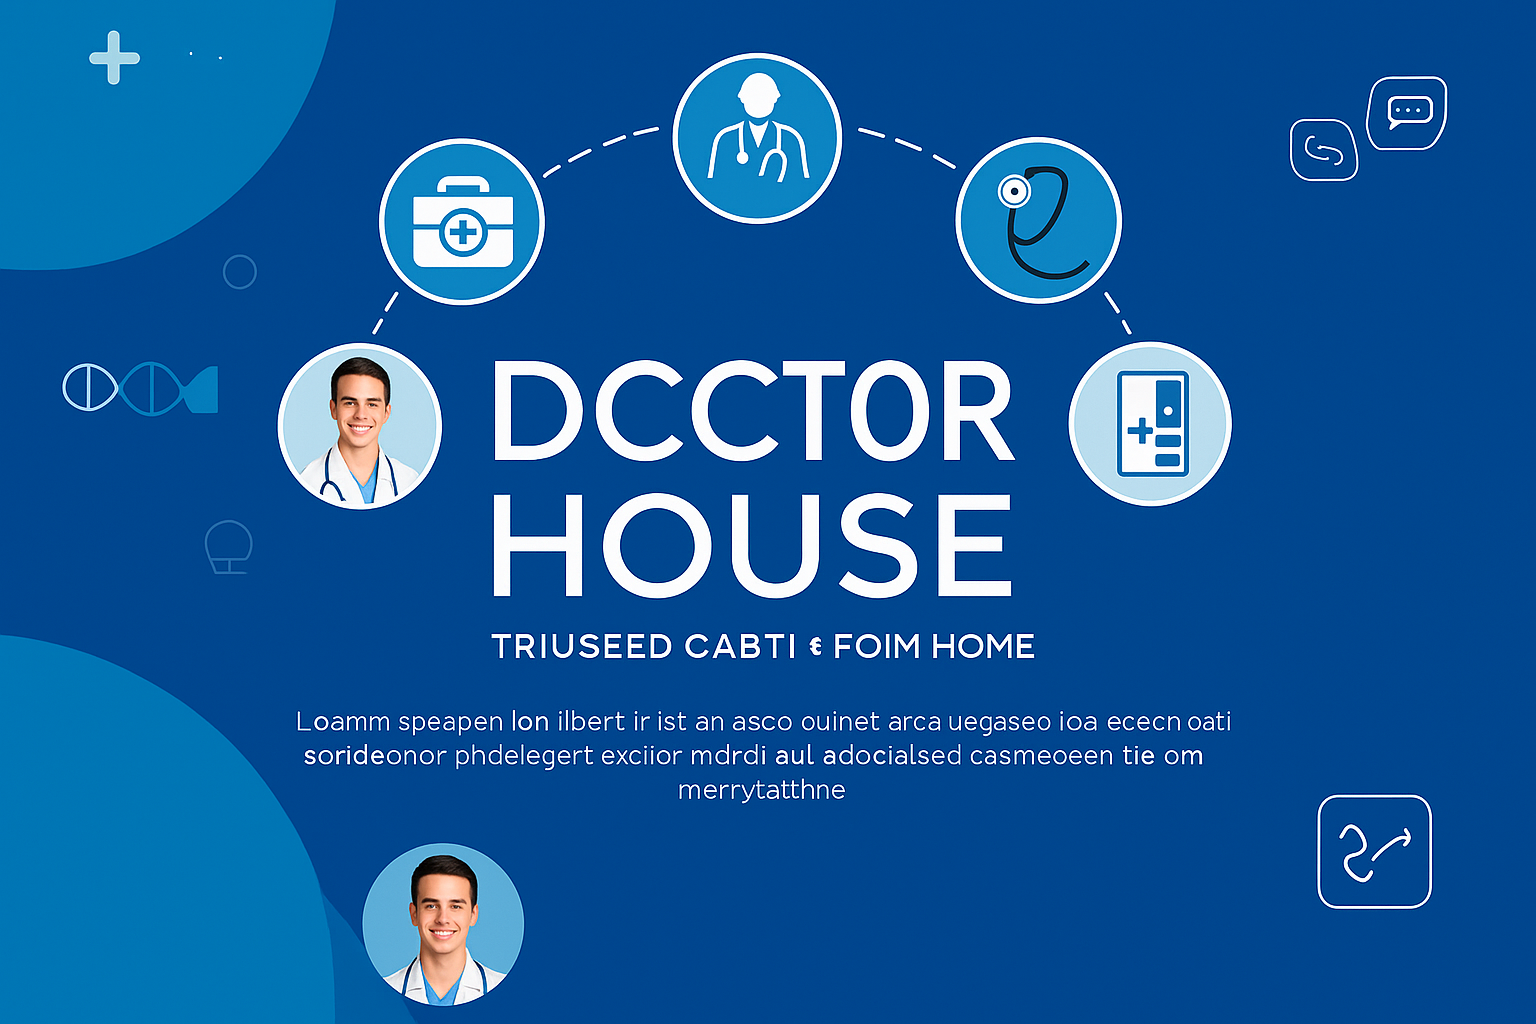 DCCTOR
HOUSE
TRIUSEED CABTI & FOIM HOME
Loamm speapen lon ilbert ir ist an asco ouinet arca uegaseo ioa ececn oati
sorideonor phdelegert exciior mdrdi aul adocialsed casmeoeen tie om
merrytatthne